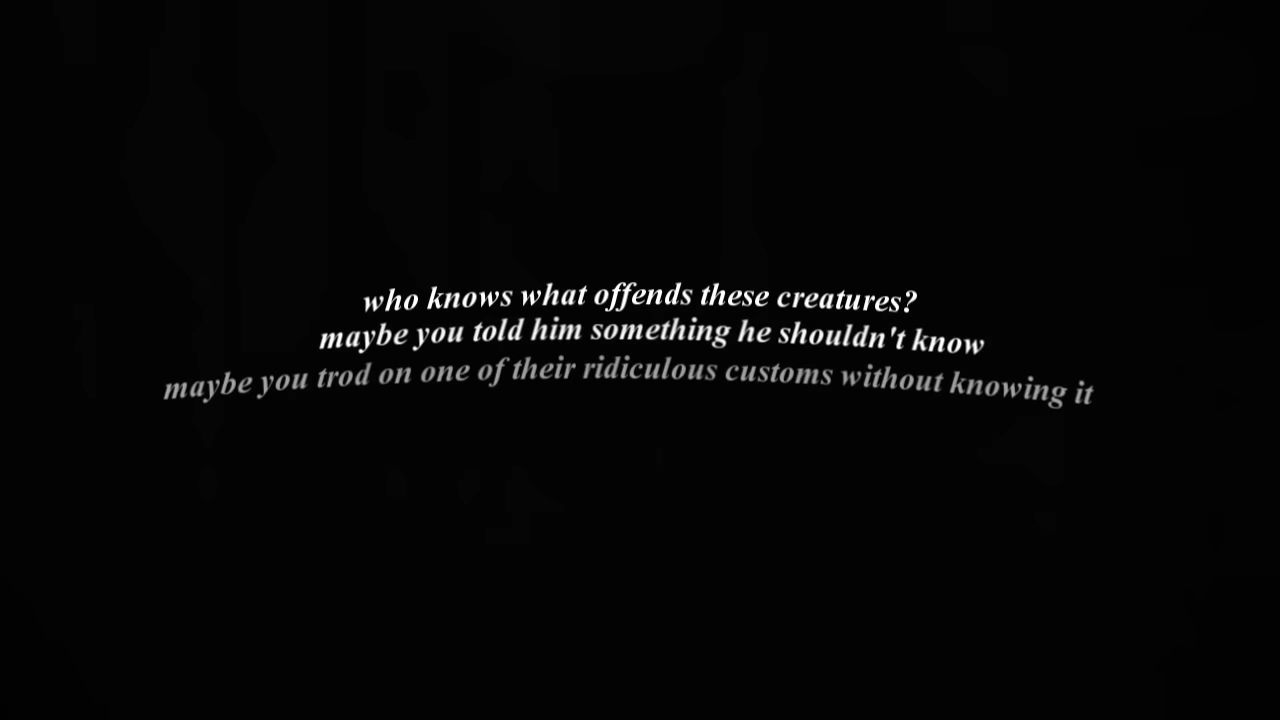 who knows what offends these creatures?
maybe you told him something he shouldn't know
maybe you trod on one of their ridiculous customs without knowing it